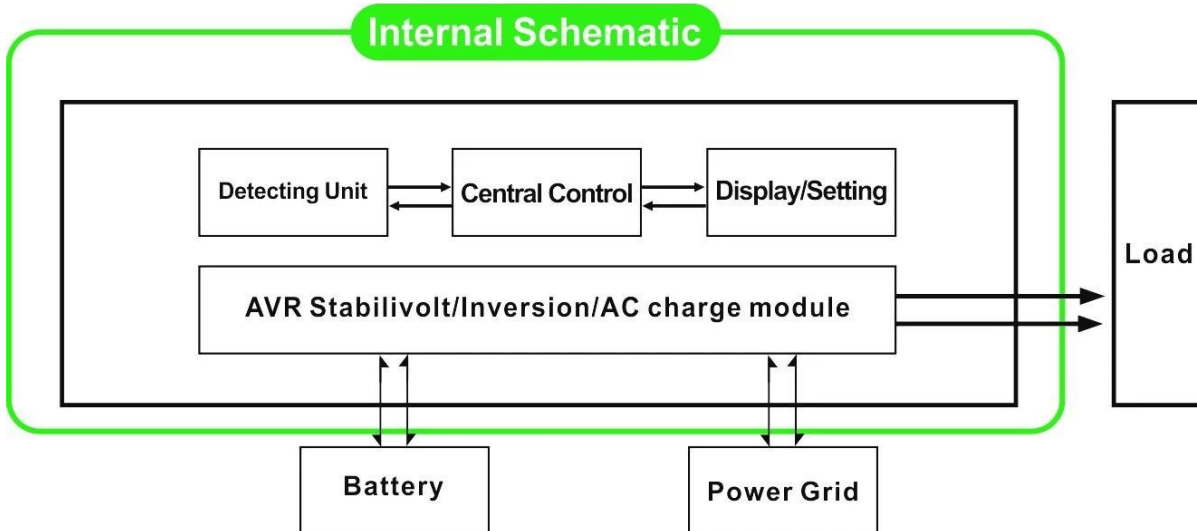 Internal Schematic
Detecting Unit
Central Control
Display/Setting
Load
AVR Stabilivolt/Inversion/AC charge module
Battery
Power Grid